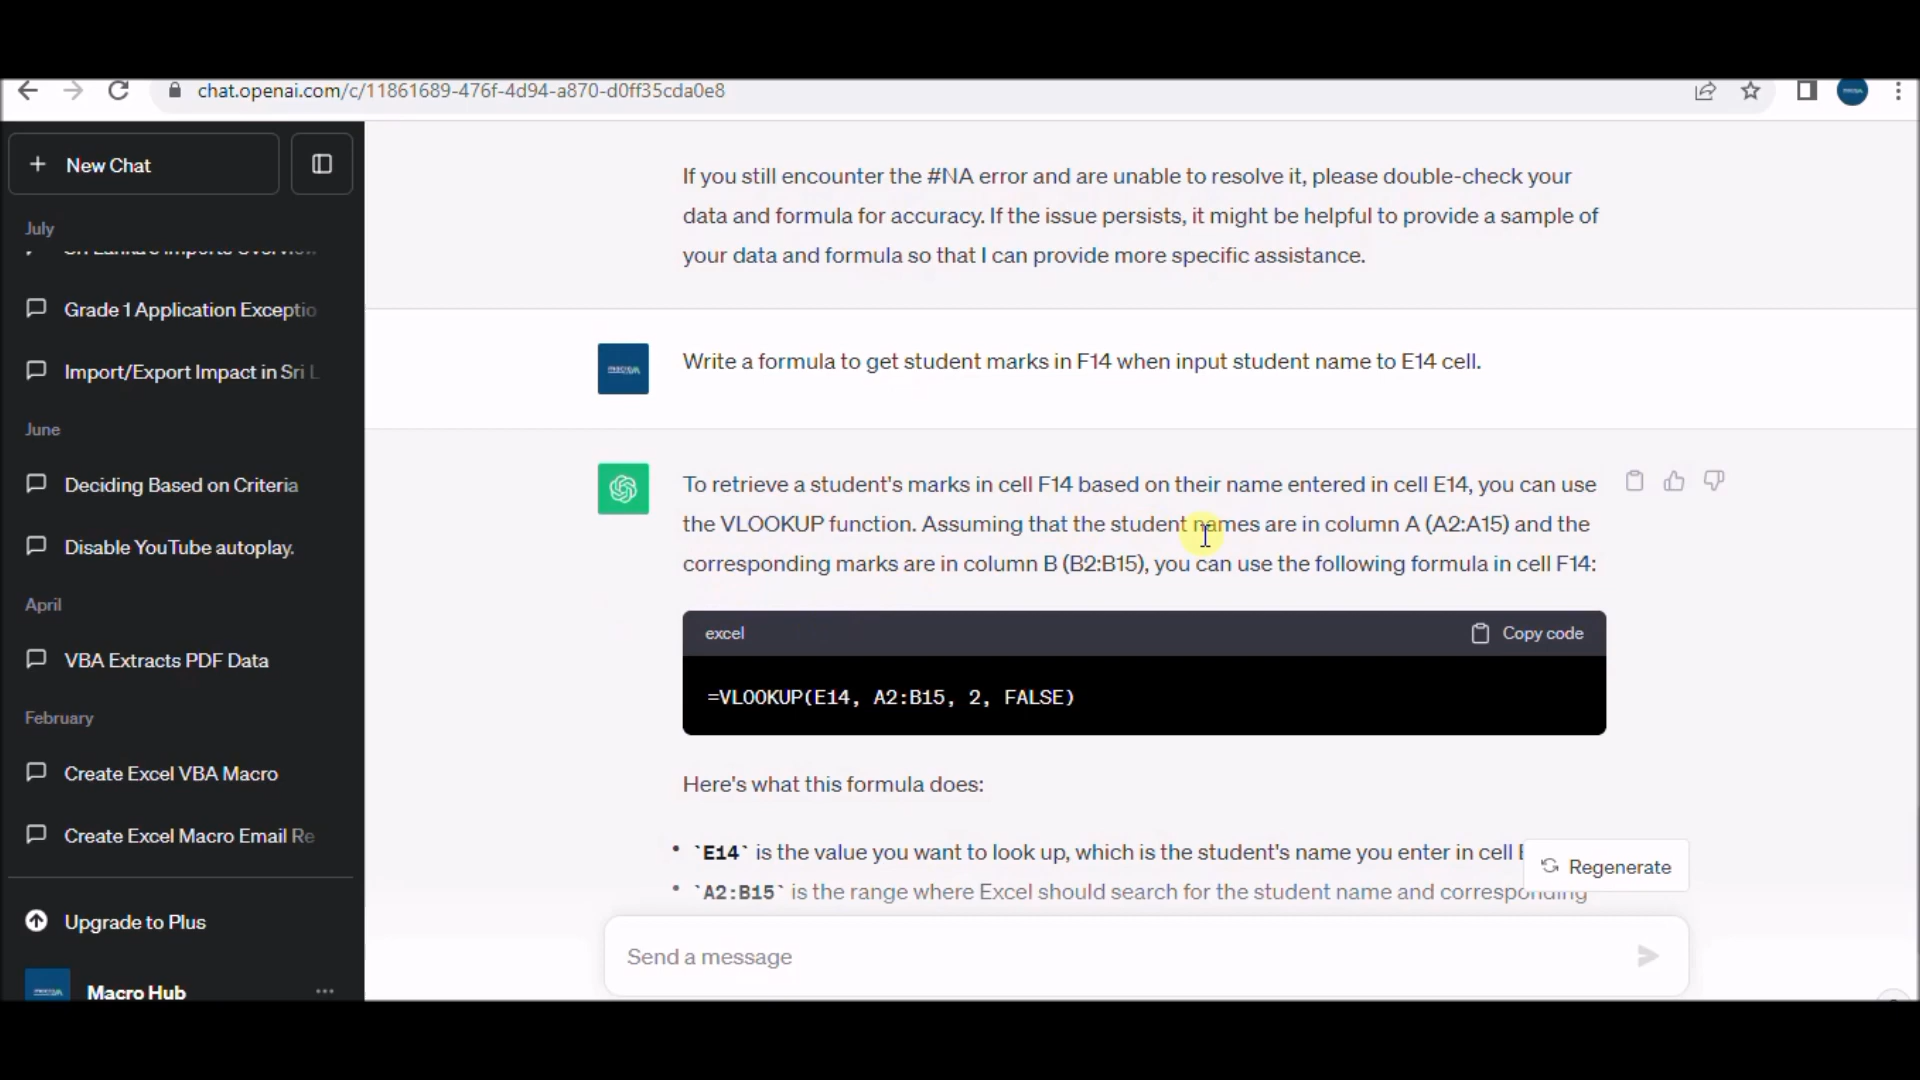 chat.openai.com/c/11861689-476f-4d94-a870-d0ff35cda0e8
New Chat
July
Grade 1 Application Exceptio
Import/Export Impact in Sri L
June
Deciding Based on Criteria
Disable YouTube autoplay.
April
VBA Extracts PDF Data
February
Create Excel VBA Macro
Create Excel Macro Email Re
Upgrade to Plus
Macro Hub
If you still encounter the #NA error and are unable to resolve it, please double-check your
data and formula for accuracy. If the issue persists, it might be helpful to provide a sample of
your data and formula so that I can provide more specific assistance.
Write a formula to get student marks in F14 when input student name to E14 cell.
To retrieve a student's marks in cell F14 based on their name entered in cell E14, you can use
the VLOOKUP function. Assuming that the student names are in column A (A2:A15) and the
corresponding marks are in column B (B2:B15), you can use the following formula in cell F14:
excel
Copy code
=VLOOKUP(E14, A2:B15, 2, FALSE)
Here's what this formula does:
• `E14` is the value you want to look up, which is the student's name you enter in cell
• `A2:B15` is the range where Excel should search for the student name and corresponding
Regenerate
Send a message